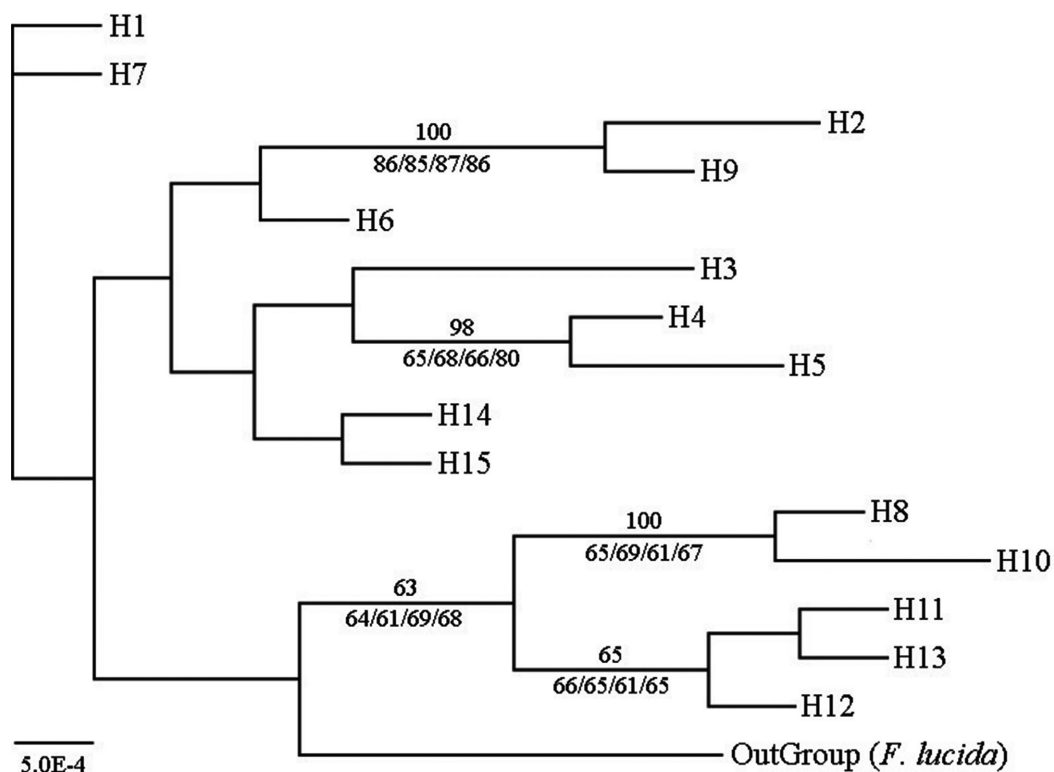 H1
H7
100
H2
86/85/87/86
H9
H6
H3
98
H4
65/68/66/80
H5
H14
H15
100
H8
65/69/61/67
H10
63
H11
64/61/69/68
65
H13
66/65/61/65
H12
5.0E-4
OutGroup (F. lucida)